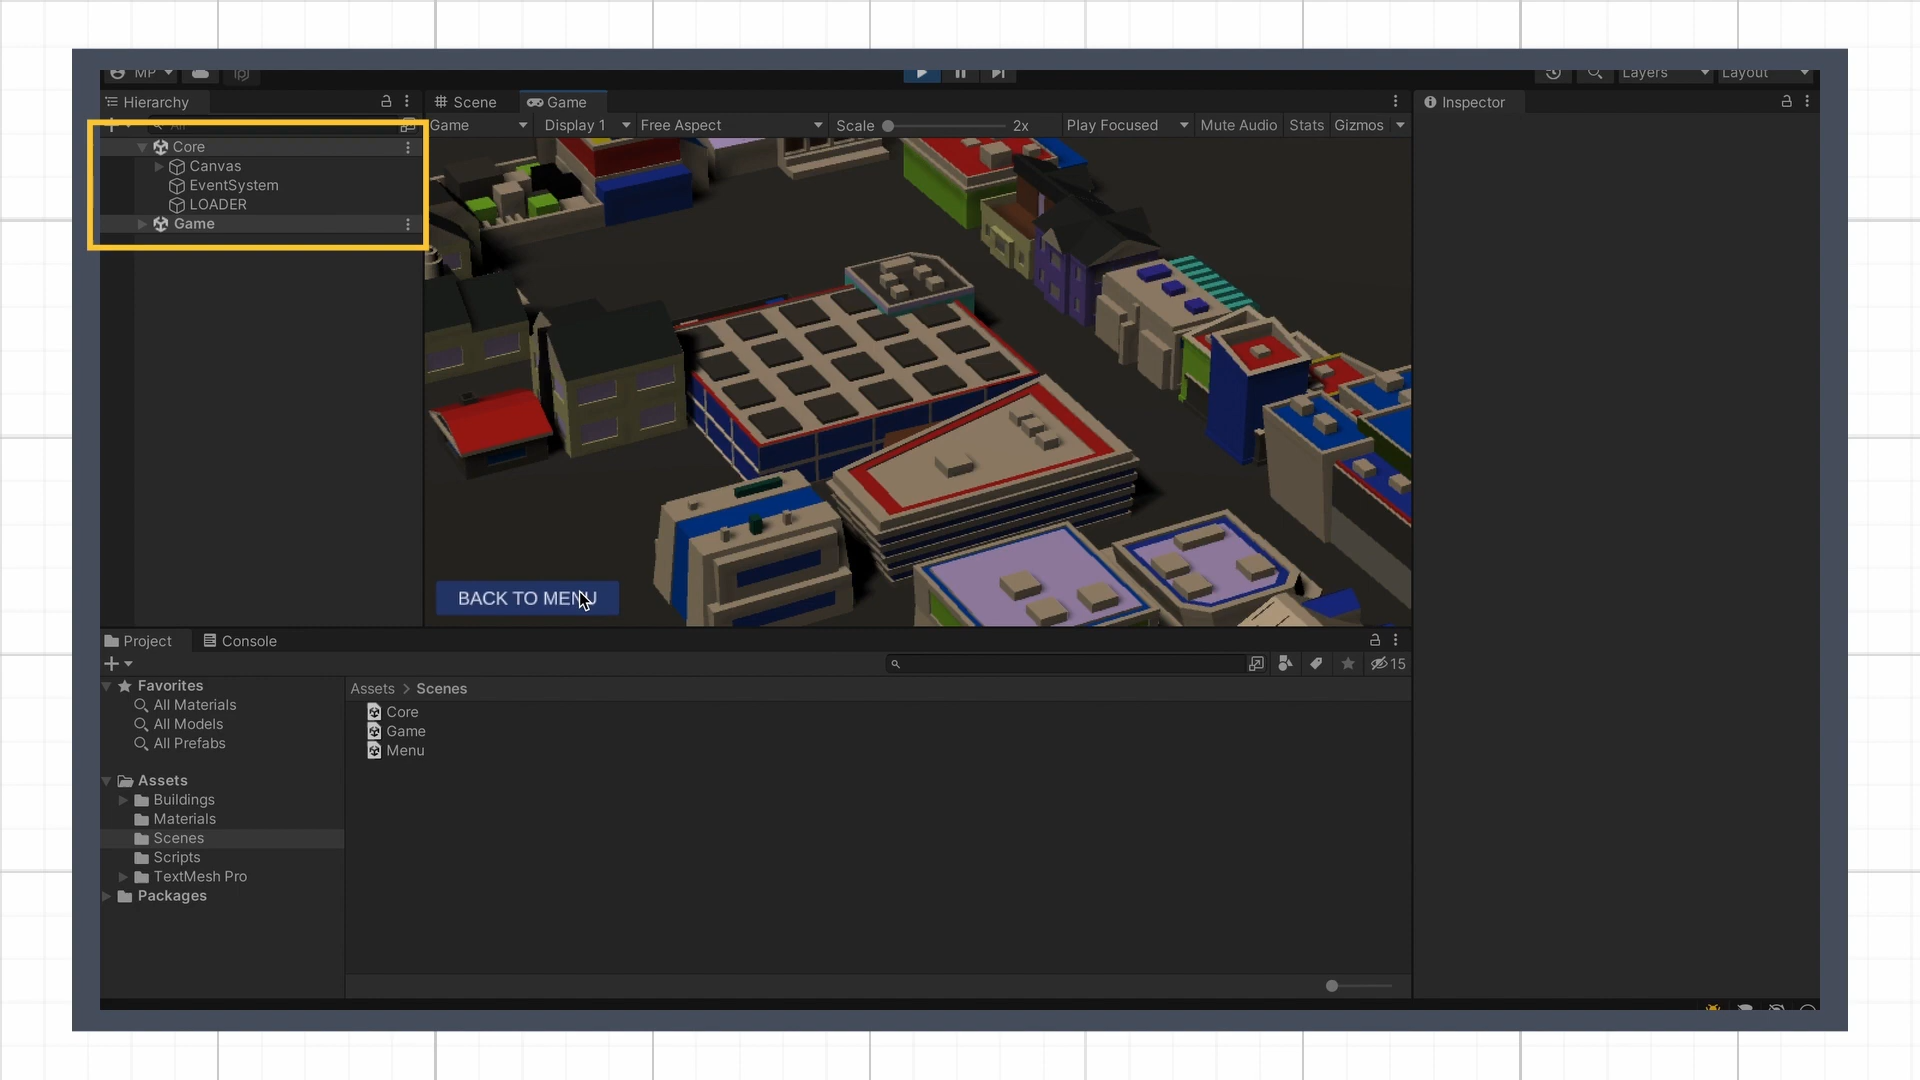 MP
Layers
Layout
Hierarchy
Scene
Game
Inspector
All
Game
Display 1
Free Aspect
Scale
2x
Play Focused
Mute Audio
Stats
Gizmos
Core
Canvas
EventSystem
LOADER
Game
BACK TO MENU
Project
Console
15
Favorites
All Materials
All Models
All Prefabs
Assets
Buildings
Materials
Scenes
Scripts
TextMesh Pro
Packages
Assets > Scenes
Core
Game
Menu